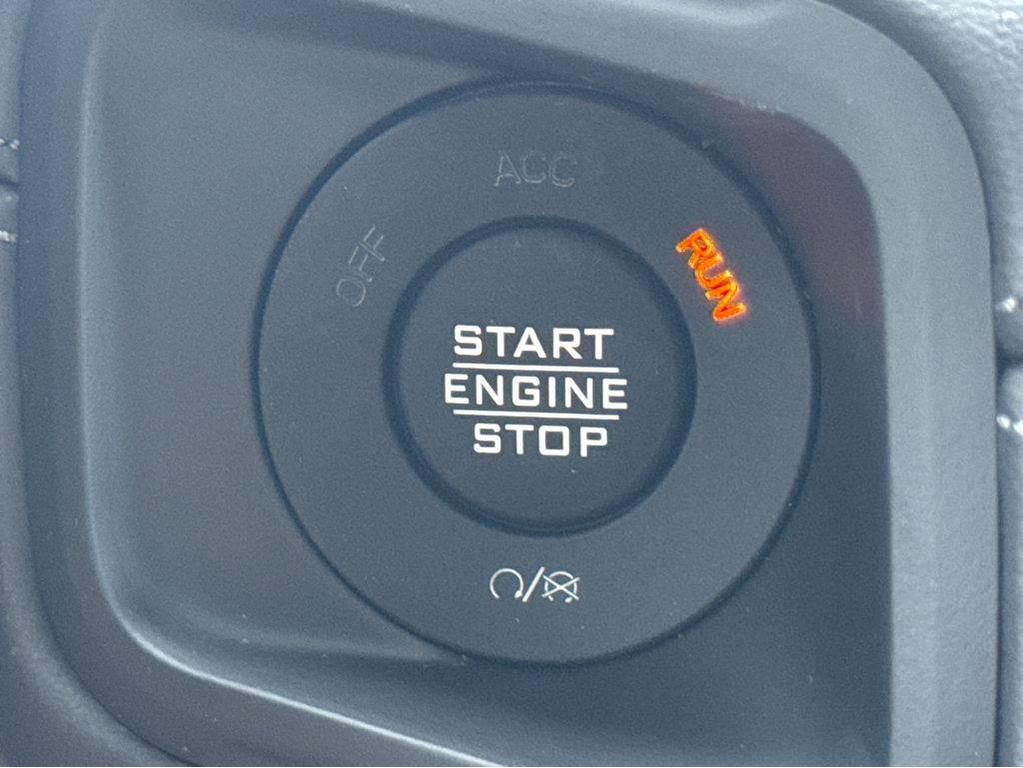 ACC
OFF
RUN
START
ENGINE
STOP